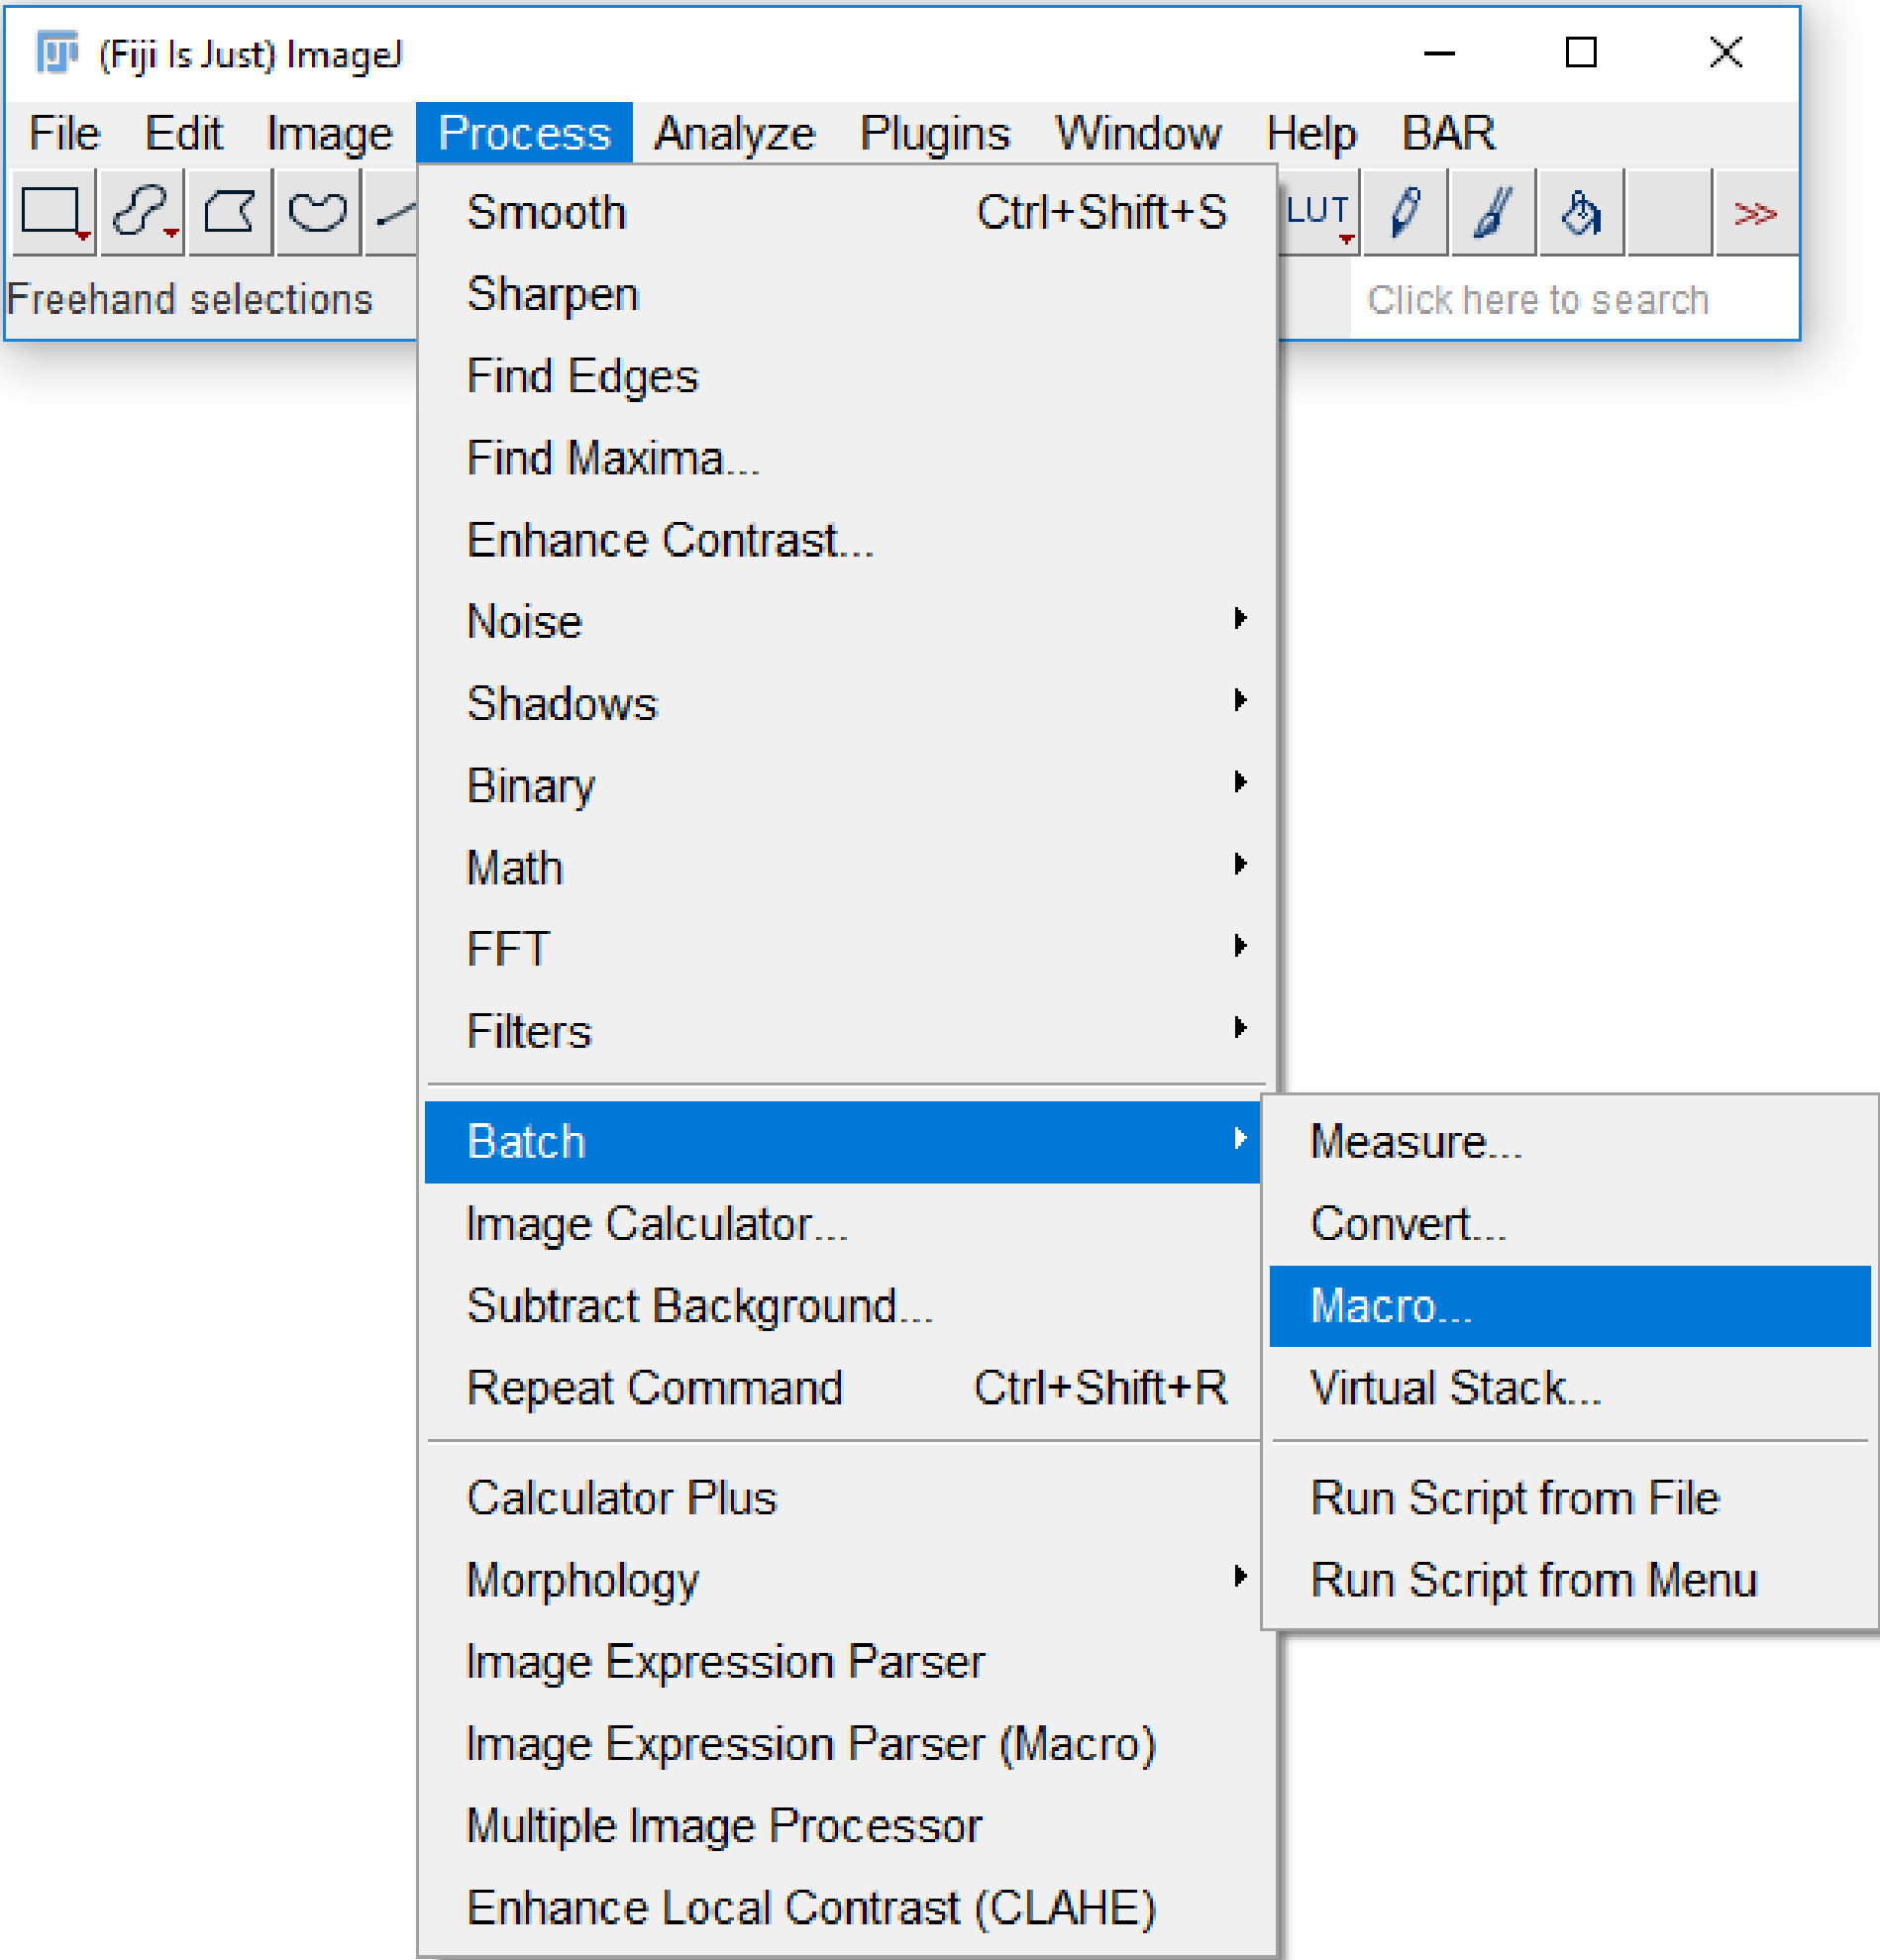 (Fiji Is Just) ImageJ
File Edit Image Process Analyze Plugins Window Help BAR
LUT >>
Freehand selections Click here to search
Smooth Ctrl+Shift+S
Sharpen
Find Edges
Find Maxima...
Enhance Contrast...
Noise
Shadows
Binary
Math
FFT
Filters
Batch
Image Calculator...
Subtract Background...
Repeat Command Ctrl+Shift+R
Calculator Plus
Morphology
Image Expression Parser
Image Expression Parser (Macro)
Multiple Image Processor
Enhance Local Contrast (CLAHE)
Measure...
Convert...
Macro...
Virtual Stack...
Run Script from File
Run Script from Menu